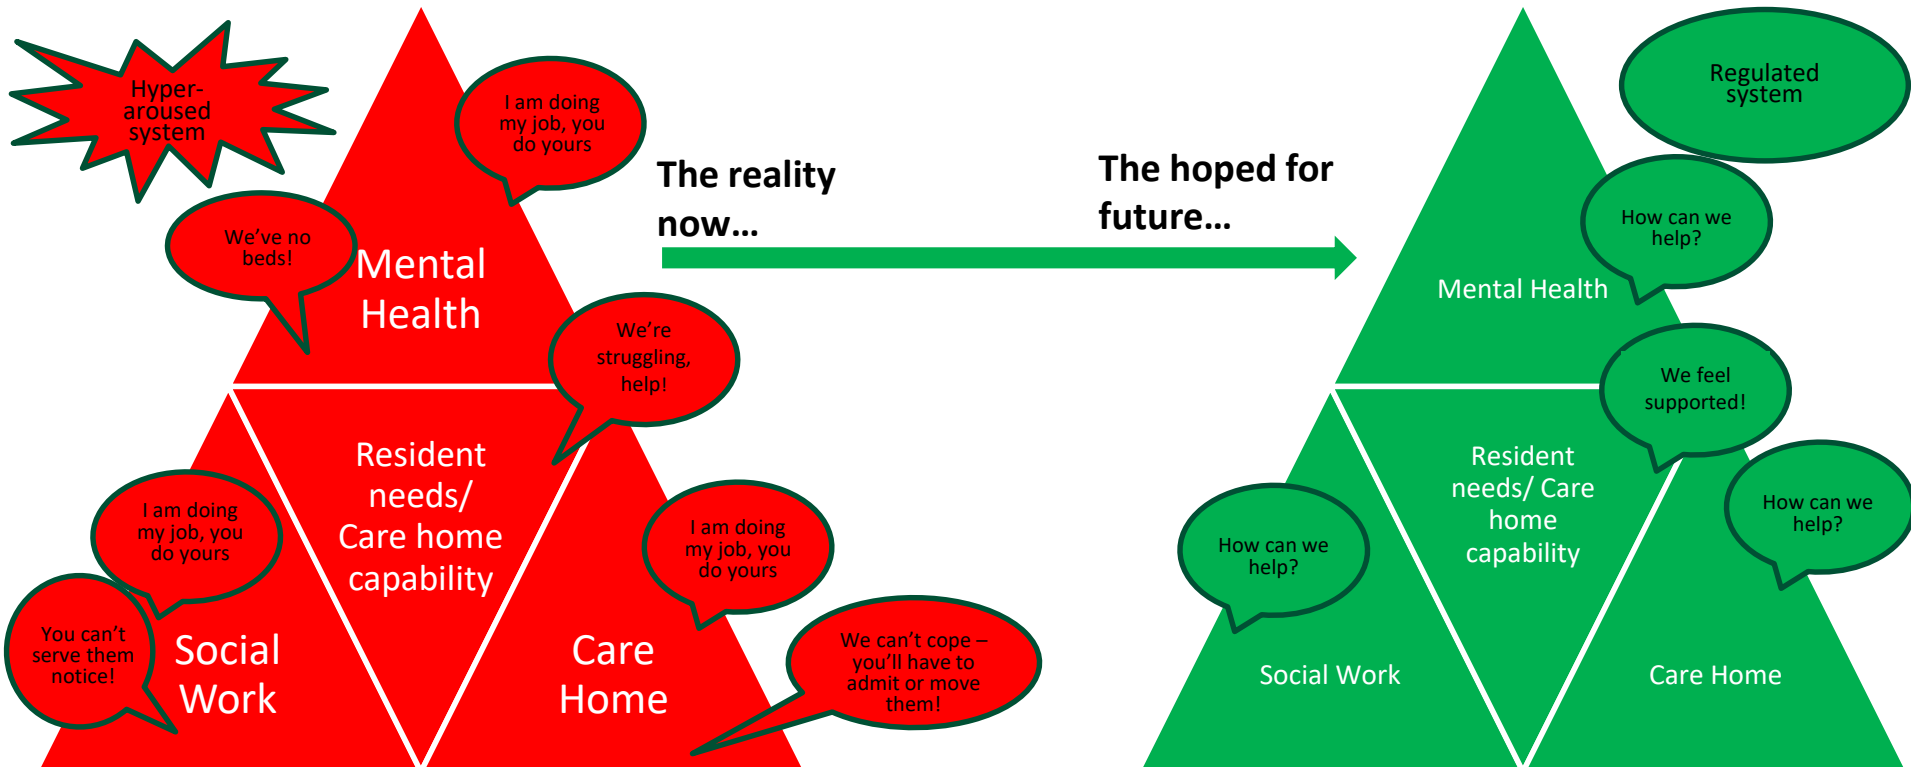 Hyper-
aroused
system
I am doing
my job, you
do yours
We've no
beds!
Mental
Health
We're
struggling,
help!
Resident
needs/
Care home
capability
I am doing
my job, you
do yours
You can't
serve them
notice!
Social
Work
I am doing
my job, you
do yours
Care
Home
We can't cope –
you'll have to
admit or move
them!
The reality
now...
The hoped for
future...
Regulated
system
How can we
help?
Mental Health
We feel
supported!
Resident
needs/ Care
home
capability
How can we
help?
How can we
help?
Social Work
Care Home